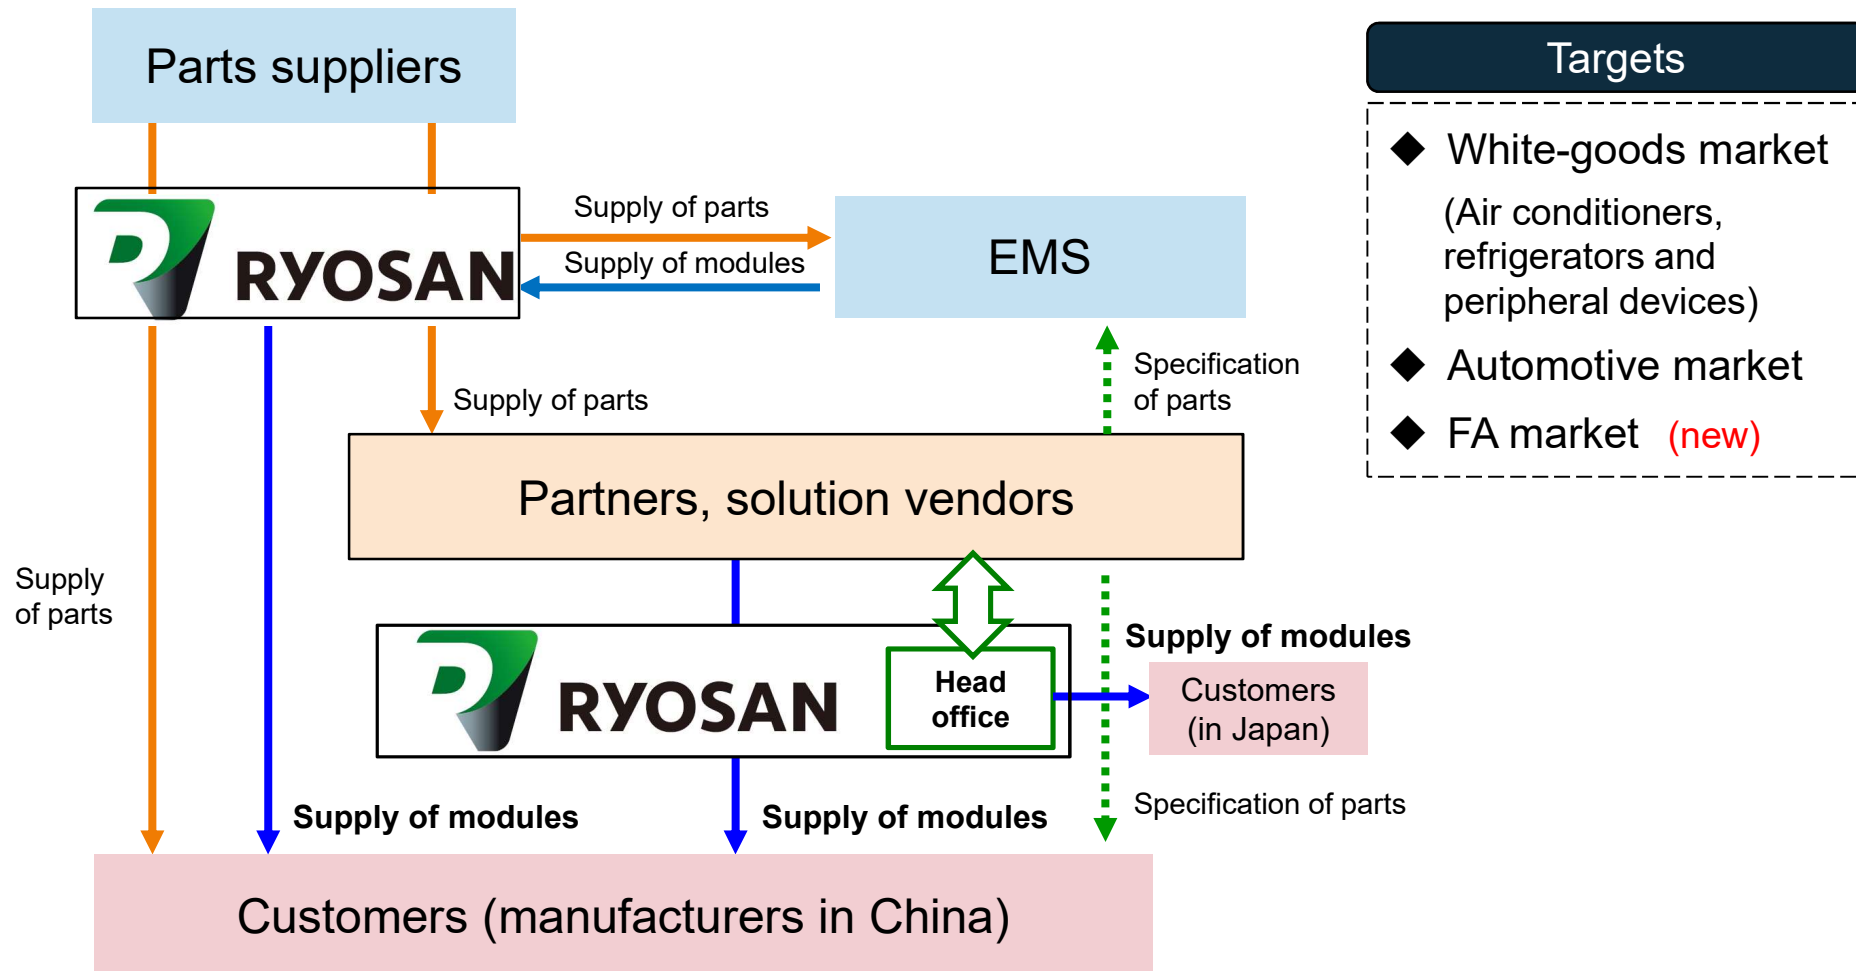 Parts suppliers
RYOSAN
Supply of parts
Supply of modules
EMS
Specification
of parts
Supply of parts
Partners, solution vendors
Supply
of parts
RYOSAN
Head
office
Supply of modules
Customers
(in Japan)
Supply of modules
Supply of modules
Specification of parts
Customers (manufacturers in China)
Targets
◆ White-goods market
(Air conditioners,
refrigerators and
peripheral devices)
◆ Automotive market
◆ FA market (new)